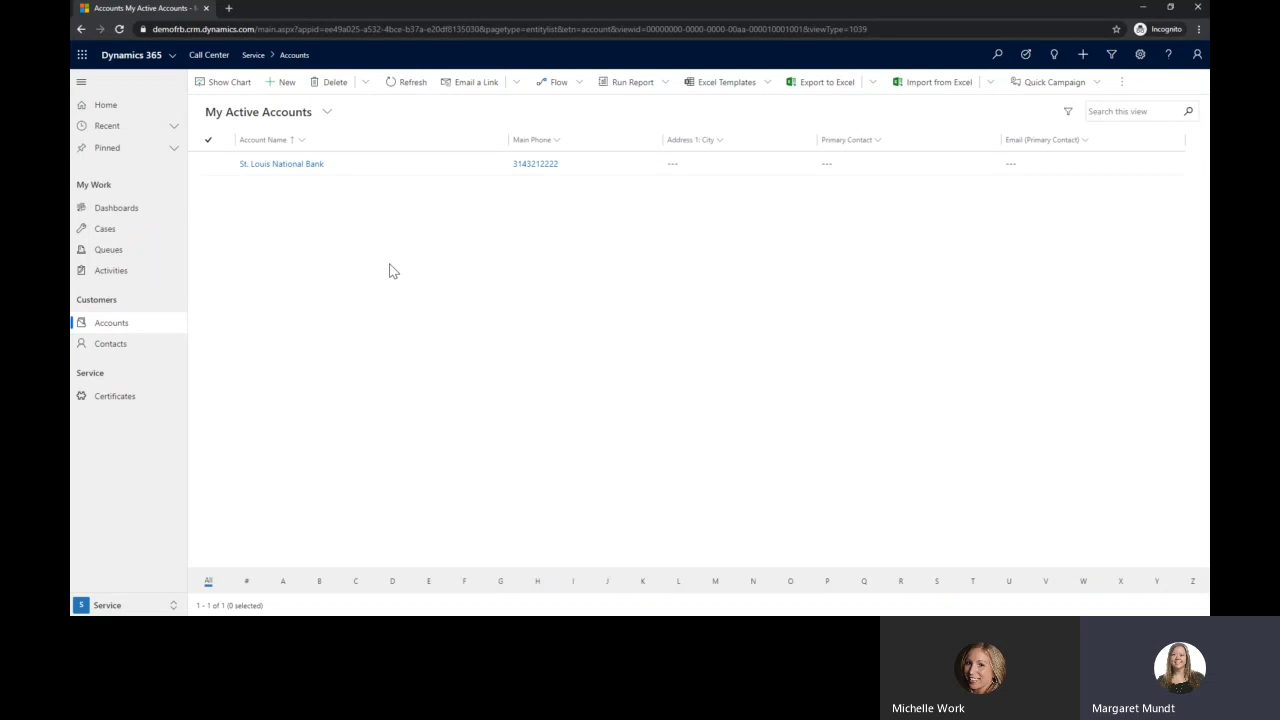 Accounts My Active Accounts -
demofrb.crm.dynamics.com/main.aspx?appid=ee49a025-a532-4bce-b37a-e20df8135030&pagetype=entitylist&etn=account&viewid=00000000-0000-0000-00aa-000010001001&viewType=1039
Incognito
Dynamics 365
Call Center
Service > Accounts
Show Chart
New
Delete
Refresh
Email a Link
Flow
Run Report
Excel Templates
Export to Excel
Import from Excel
Quick Campaign
Home
Recent
Pinned
My Work
Dashboards
Cases
Queues
Activities
Customers
Accounts
Contacts
Service
Certificates
S Service
My Active Accounts
Search this view
Account Name Main Phone Address 1: City Primary Contact Email (Primary Contact)
St. Louis National Bank 3143212222 --- --- ---
All # A B C D E F G H I J K L M N O P Q R S T U V W X Y Z
1 - 1 of 1 (0 selected)
Michelle Work
Margaret Mundt